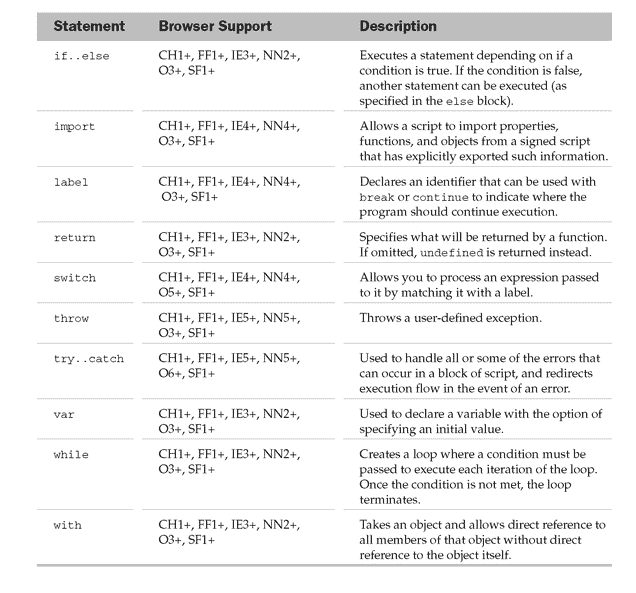 Statement Browser Support Description
if..else CH1+, FF1+, IE3+, NN2+, Executes a statement depending on if a
O3+, SF1+ condition is true. If the condition is false,
another statement can be executed (as
specified in the else block).
import CH1+, FF1+, IE4+, NN4+, Allows a script to import properties,
O3+, SF1+ functions, and objects from a signed script
that has explicitly exported such information.
label CH1+, FF1+, IE4+, NN4+, Declares an identifier that can be used with
O3+, SF1+ break or continue to indicate where the
program should continue execution.
return CH1+, FF1+, IE3+, NN2+, Specifies what will be returned by a function.
O3+, SF1+ If omitted, undefined is returned instead.
switch CH1+, FF1+, IE4+, NN4+, Allows you to process an expression passed
O5+, SF1+ to it by matching it with a label.
throw CH1+, FF1+, IE5+, NN5+, Throws a user-defined exception.
O3+, SF1+
try..catch CH1+, FF1+, IE5+, NN5+, Used to handle all or some of the errors that
O6+, SF1+ can occur in a block of script, and redirects
execution flow in the event of an error.
var CH1+, FF1+, IE3+, NN2+, Used to declare a variable with the option of
O3+, SF1+ specifying an initial value.
while CH1+, FF1+, IE3+, NN2+, Creates a loop where a condition must be
O3+, SF1+ passed to execute each iteration of the loop.
Once the condition is not met, the loop
terminates.
with CH1+, FF1+, IE3+, NN2+, Takes an object and allows direct reference to
O3+, SF1+ all members of that object without direct
reference to the object itself.